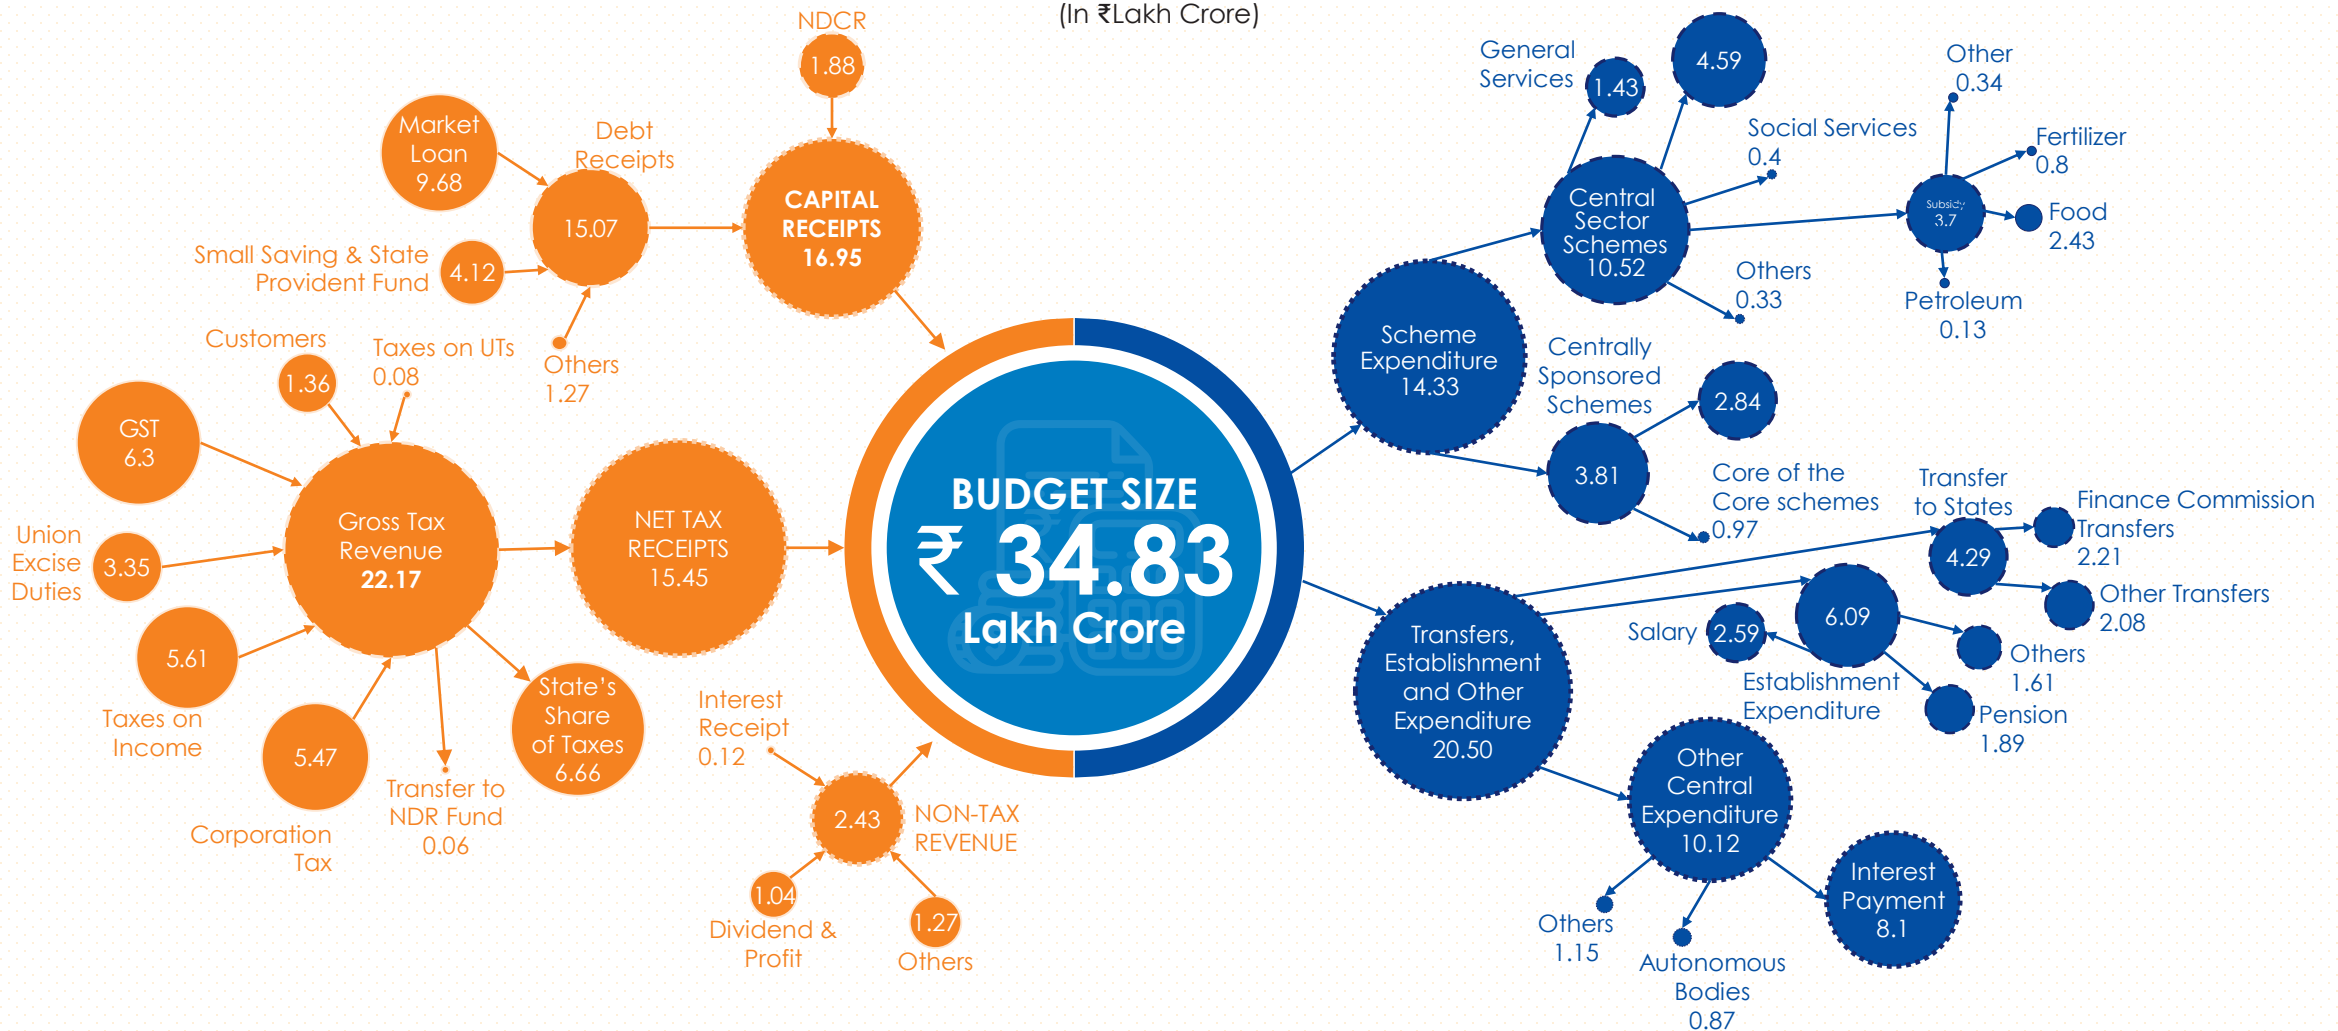 (In ₹Lakh Crore)
NDCR
1.88
Market
Loan
9.68
Debt
Receipts
15.07
Small Saving & State
Provident Fund
4.12
Others
1.27
CAPITAL
RECEIPTS
16.95
Customers
1.36
Taxes on UTs
0.08
GST
6.3
Union
Excise
Duties
3.35
5.61
Taxes on
Income
5.47
Corporation
Tax
Gross Tax
Revenue
22.17
Transfer to
NDR Fund
0.06
State's
Share
of Taxes
6.66
NET TAX
RECEIPTS
15.45
Interest
Receipt
0.12
2.43
NON-TAX
REVENUE
1.04
Dividend &
Profit
1.27
Others
BUDGET SIZE
₹ 34.83
Lakh Crore
Scheme
Expenditure
14.33
General
Services
1.43
4.59
Social Services
0.4
Central
Sector
Schemes
10.52
Others
0.33
Subsidy
3.7
Other
0.34
Fertilizer
0.8
Food
2.43
Petroleum
0.13
Centrally
Sponsored
Schemes
3.81
2.84
Core of the
Core schemes
0.97
Transfers,
Establishment
and Other
Expenditure
20.50
Transfer
to States
4.29
Finance Commission
Transfers
2.21
Other Transfers
2.08
6.09
Establishment
Expenditure
Salary
2.59
Others
1.61
Pension
1.89
Other
Central
Expenditure
10.12
Others
1.15
Autonomous
Bodies
0.87
Interest
Payment
8.1